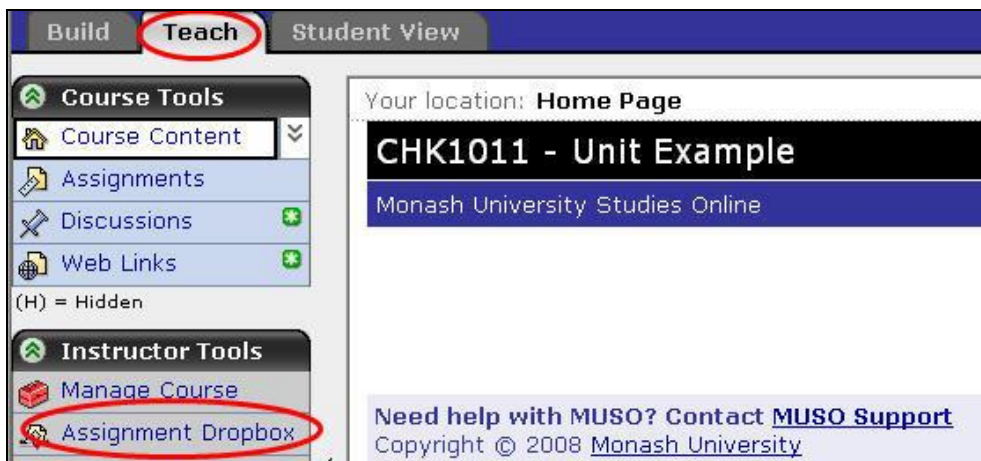 Build Teach Student View
Course Tools
Course Content
Assignments
Discussions
Web Links
(H) = Hidden
Instructor Tools
Manage Course
Assignment Dropbox
Your location: Home Page
CHK1011 - Unit Example
Monash University Studies Online
Need help with MUSO? Contact MUSO Support
Copyright © 2008 Monash University